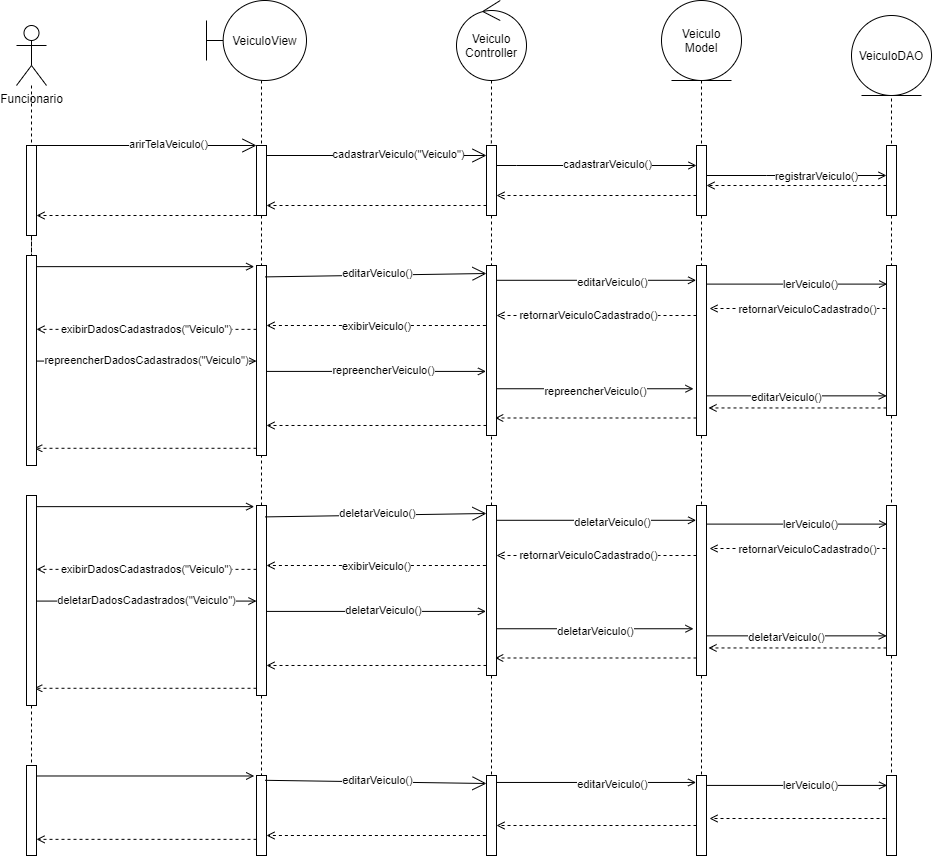 VeiculoView
Veiculo
Controller
Veiculo
Model
VeiculoDAO
Funcionario
arirTelaVeiculo()
cadastrarVeiculo("Veiculo")
cadastrarVeiculo()
registrarVeiculo()
editarVeiculo()
editarVeiculo()
lerVeiculo()
retornarVeiculoCadastrado()
retornarVeiculoCadastrado()
exibirVeiculo()
exibirDadosCadastrados("Veiculo")
repreencherDadosCadastrados("Veiculo")
repreencherVeiculo()
repreencherVeiculo()
editarVeiculo()
deletarVeiculo()
deletarVeiculo()
lerVeiculo()
retornarVeiculoCadastrado()
retornarVeiculoCadastrado()
exibirVeiculo()
exibirDadosCadastrados("Veiculo")
deletarDadosCadastrados("Veiculo")
deletarVeiculo()
deletarVeiculo()
deletarVeiculo()
editarVeiculo()
editarVeiculo()
lerVeiculo()